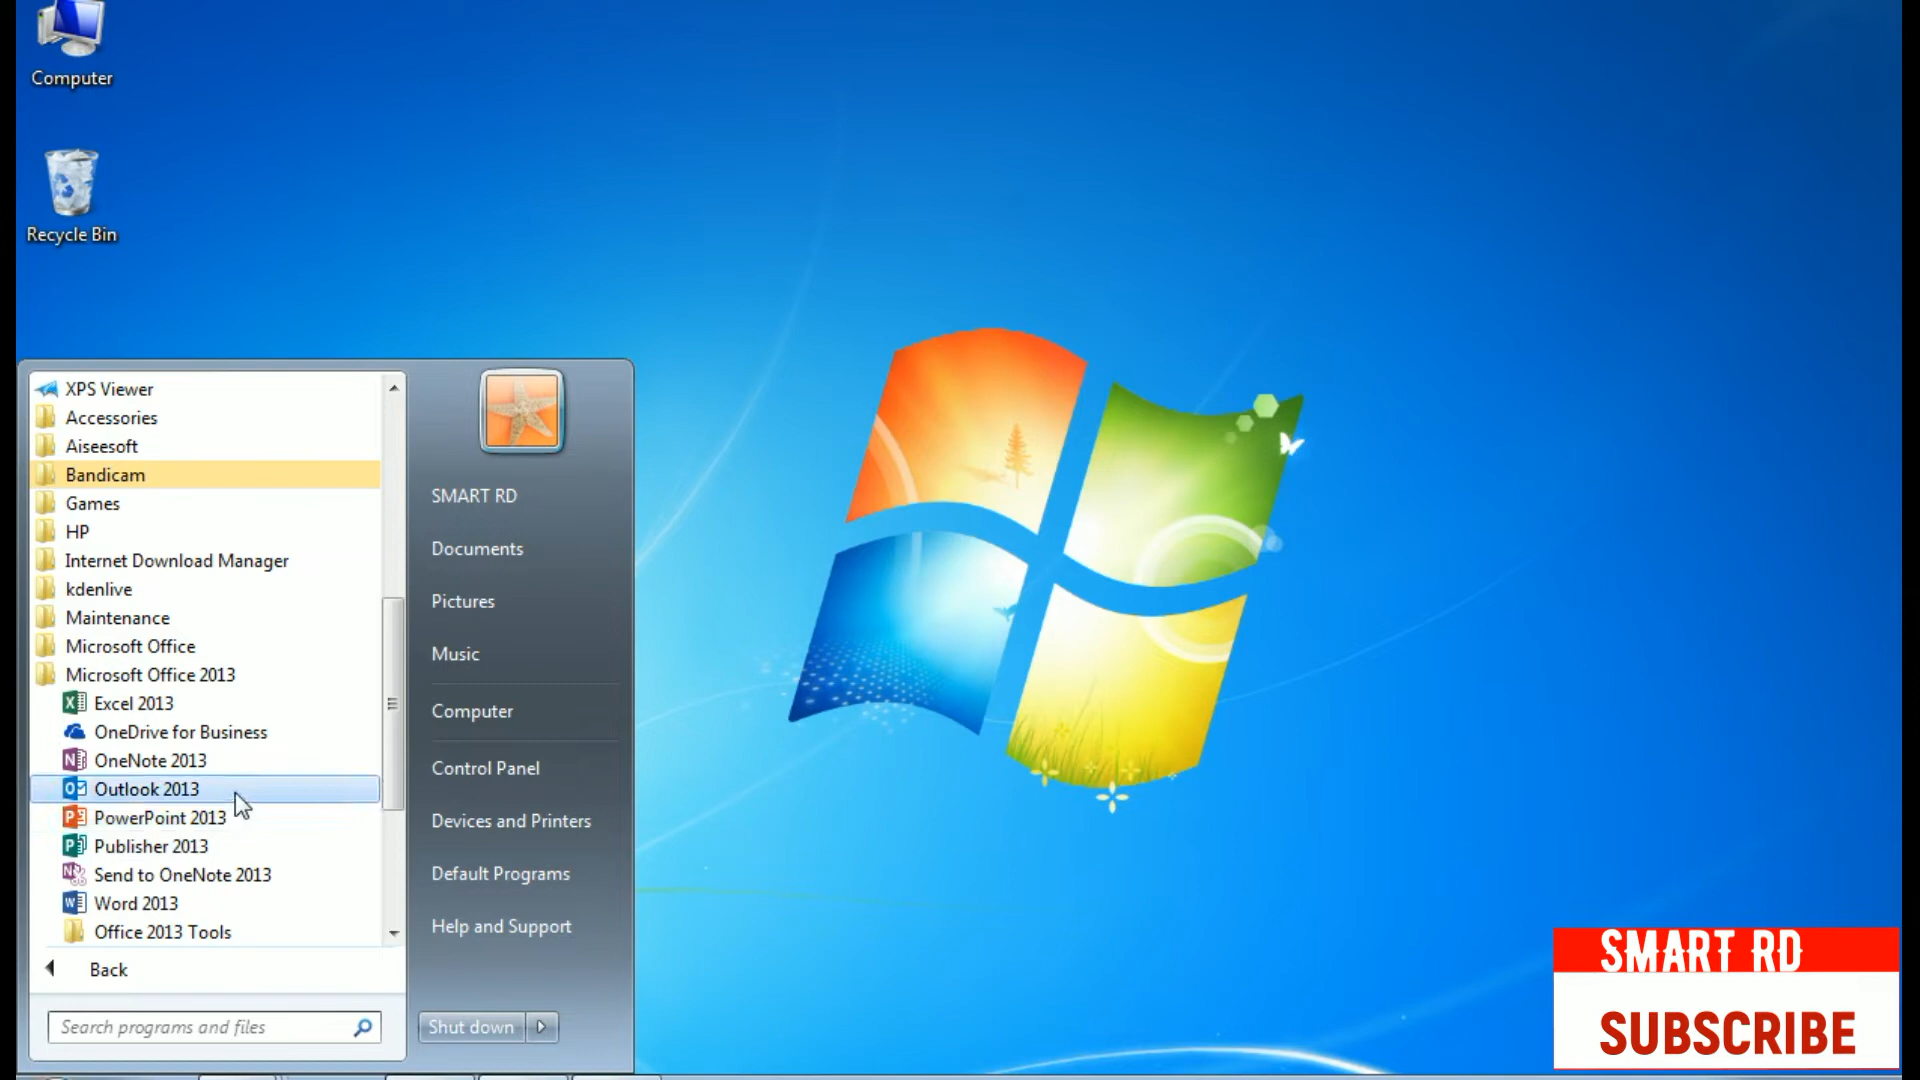 Computer
Recycle Bin
XPS Viewer
Accessories
Aiseesoft
Bandicam
Games
HP
Internet Download Manager
kdenlive
Maintenance
Microsoft Office
Microsoft Office 2013
Excel 2013
OneDrive for Business
OneNote 2013
Outlook 2013
PowerPoint 2013
Publisher 2013
Send to OneNote 2013
Word 2013
Office 2013 Tools
Back
Search programs and files
SMART RD
Documents
Pictures
Music
Computer
Control Panel
Devices and Printers
Default Programs
Help and Support
Shut down
SMART RD
SUBSCRIBE